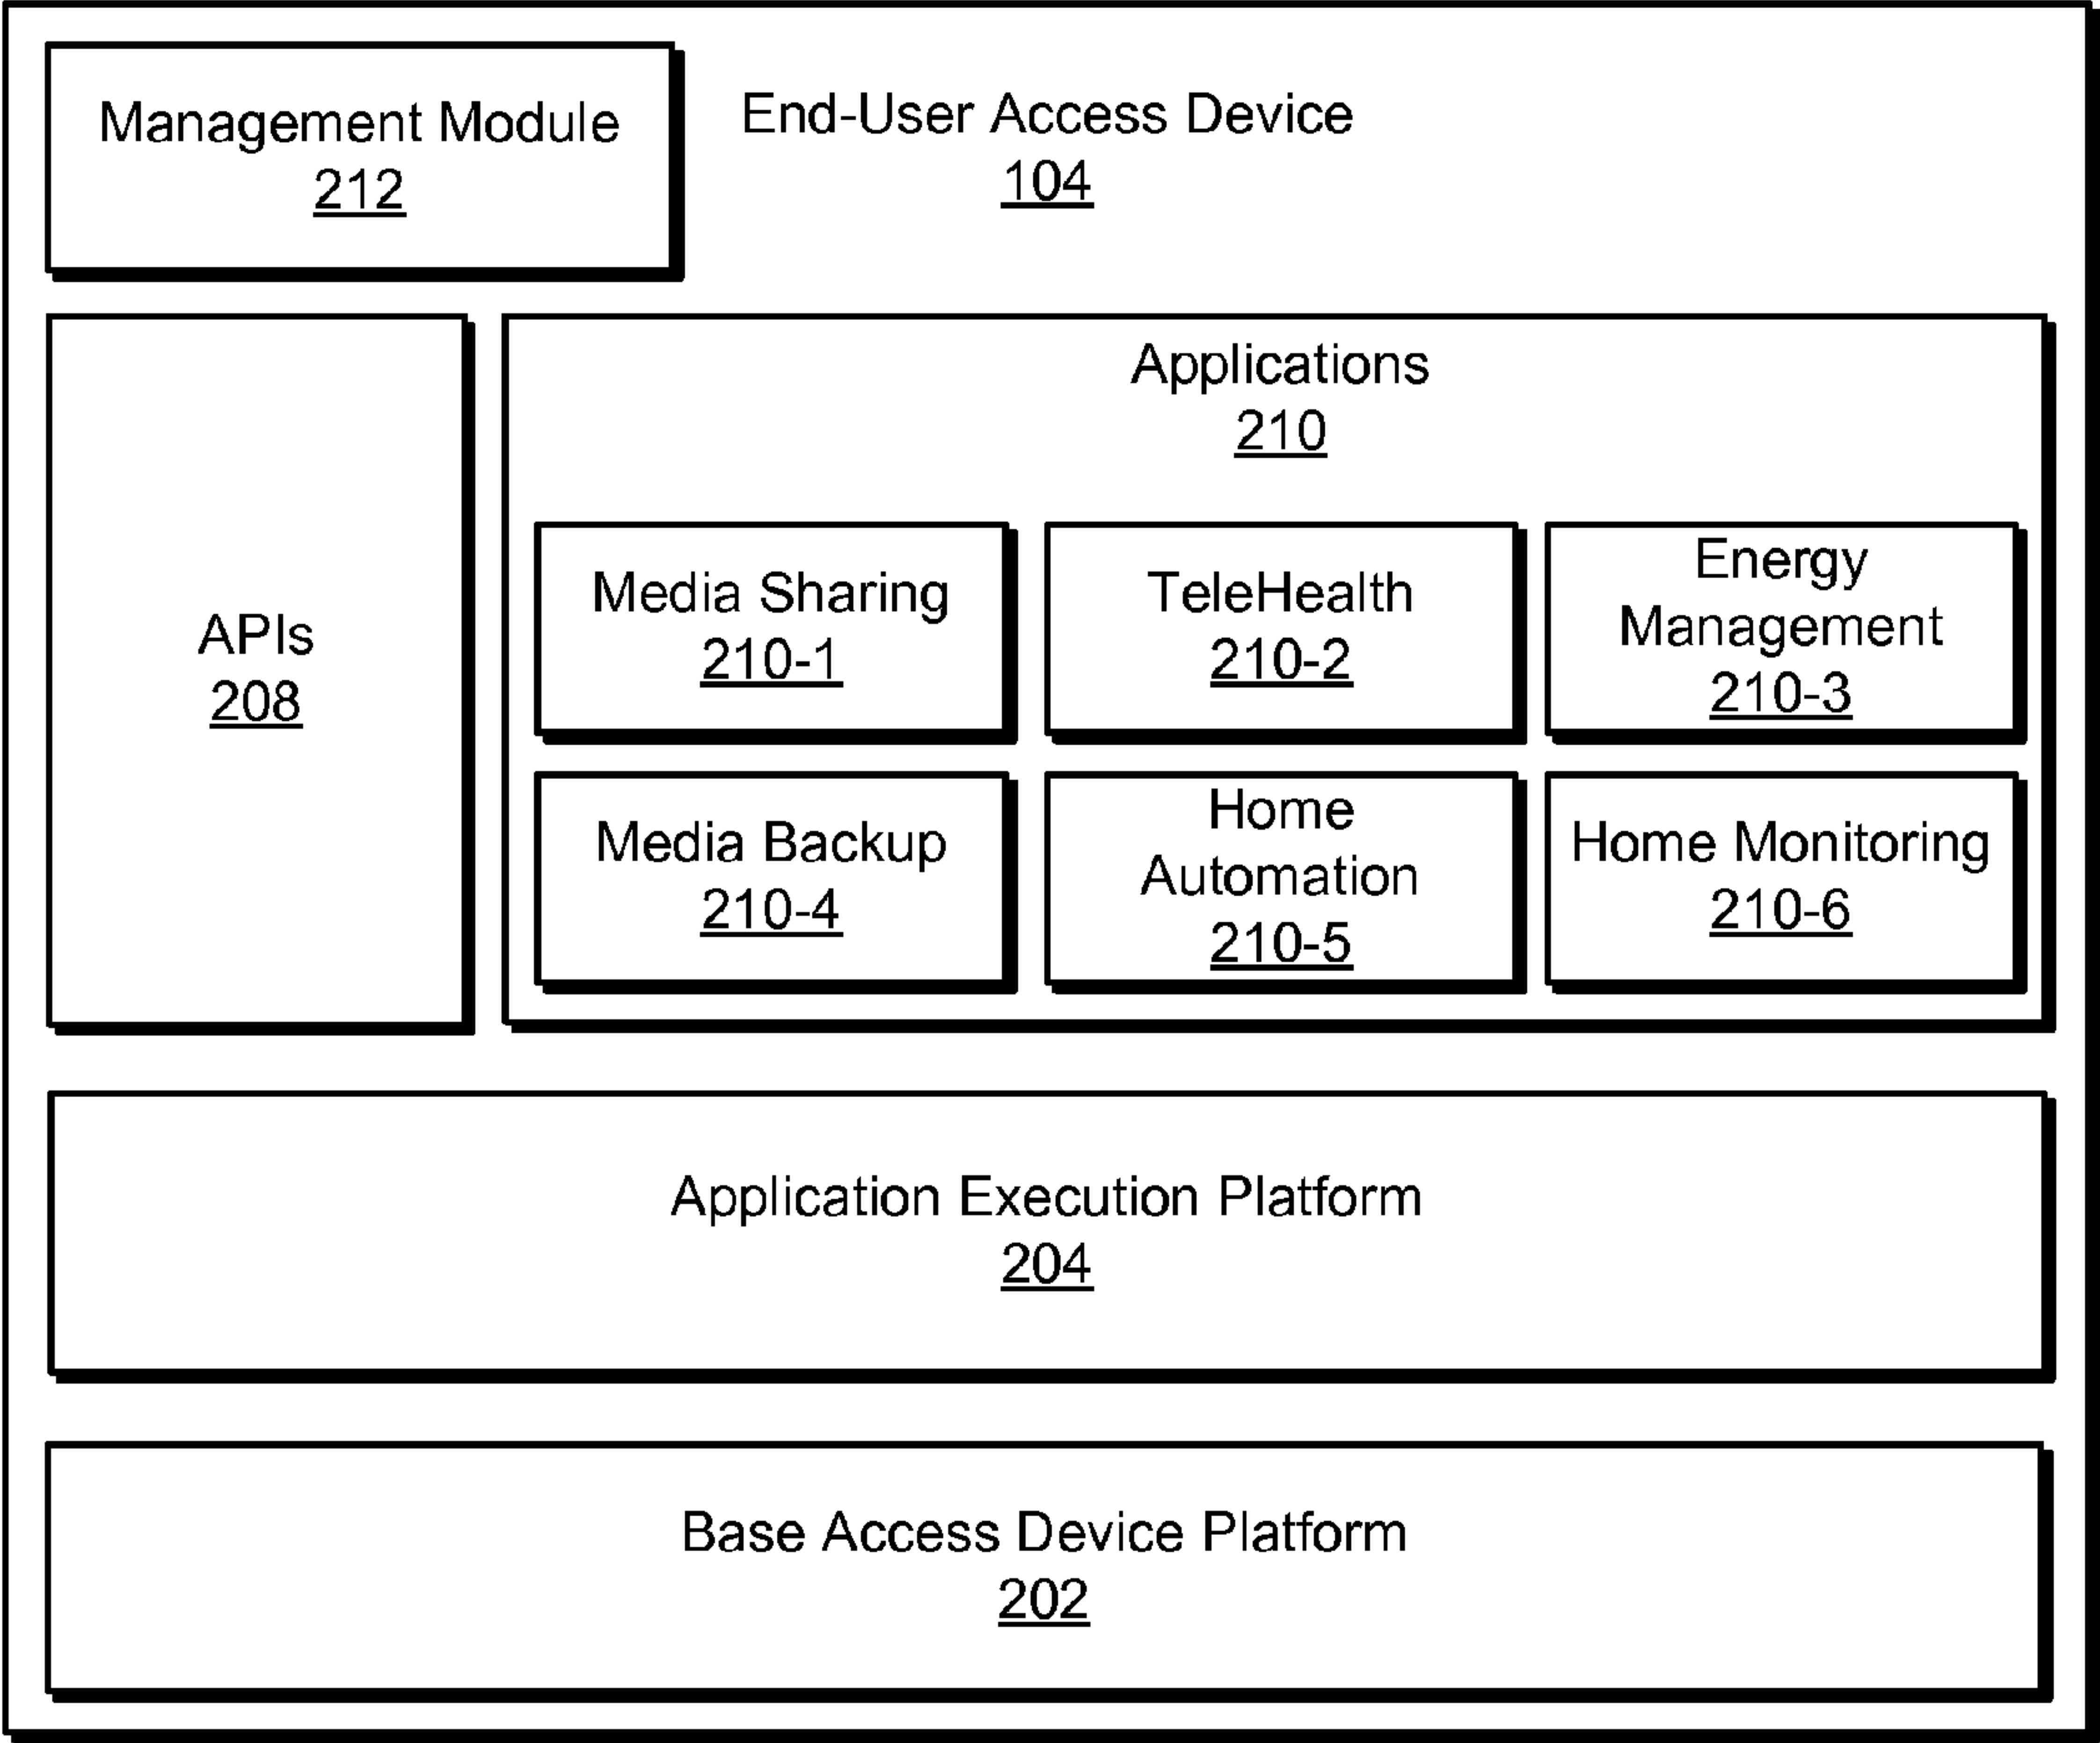 Management Module
212
End-User Access Device
104
APIs
208
Applications
210
Media Sharing
210-1
TeleHealth
210-2
Energy
Management
210-3
Media Backup
210-4
Home
Automation
210-5
Home Monitoring
210-6
Application Execution Platform
204
Base Access Device Platform
202